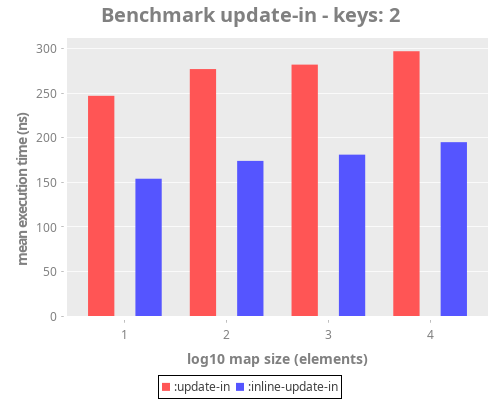 Benchmark update-in - keys: 2
mean execution time (ns)
300
250
200
150
100
50
0
1 2 3 4
log10 map size (elements)
:update-in :inline-update-in